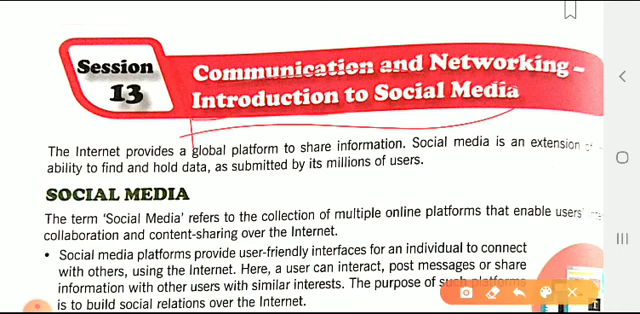 Session
13
Communication and Networking –
Introduction to Social Media
The Internet provides a global platform to share information. Social media is an extension
ability to find and hold data, as submitted by its millions of users.
SOCIAL MEDIA
The term ‘Social Media’ refers to the collection of multiple online platforms that enable users
collaboration and content-sharing over the Internet.
• Social media platforms provide user-friendly interfaces for an individual to connect
with others, using the Internet. Here, a user can interact, post messages or share
information with other users with similar interests. The purpose of such platforms
is to build social relations over the Internet.